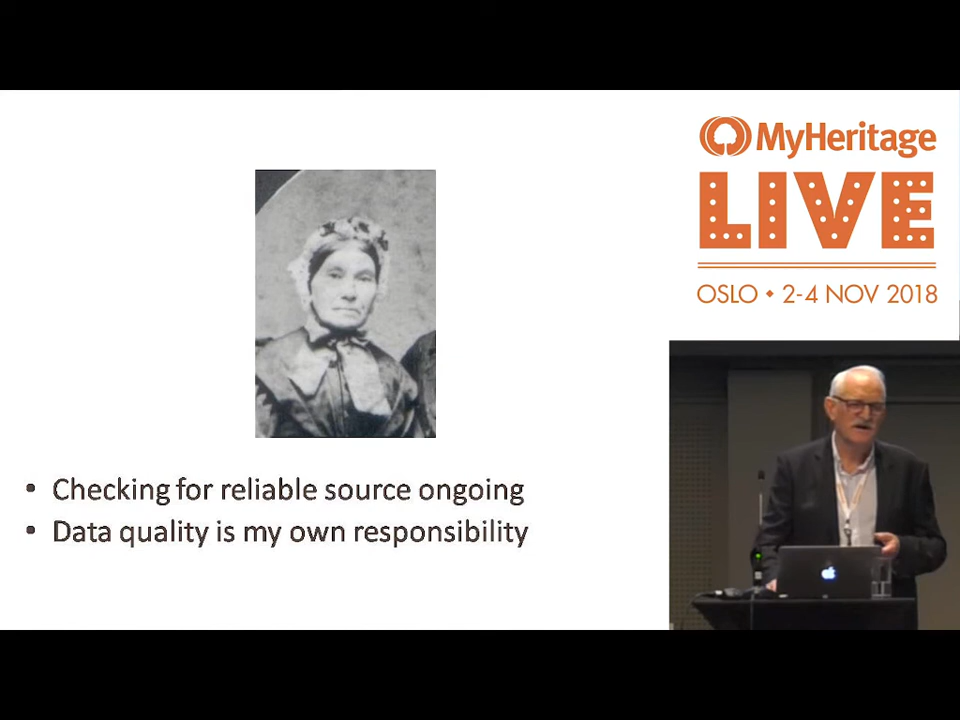 MyHeritage
LIVE
OSLO • 2-4 NOV 2018
• Checking for reliable source ongoing
• Data quality is my own responsibility